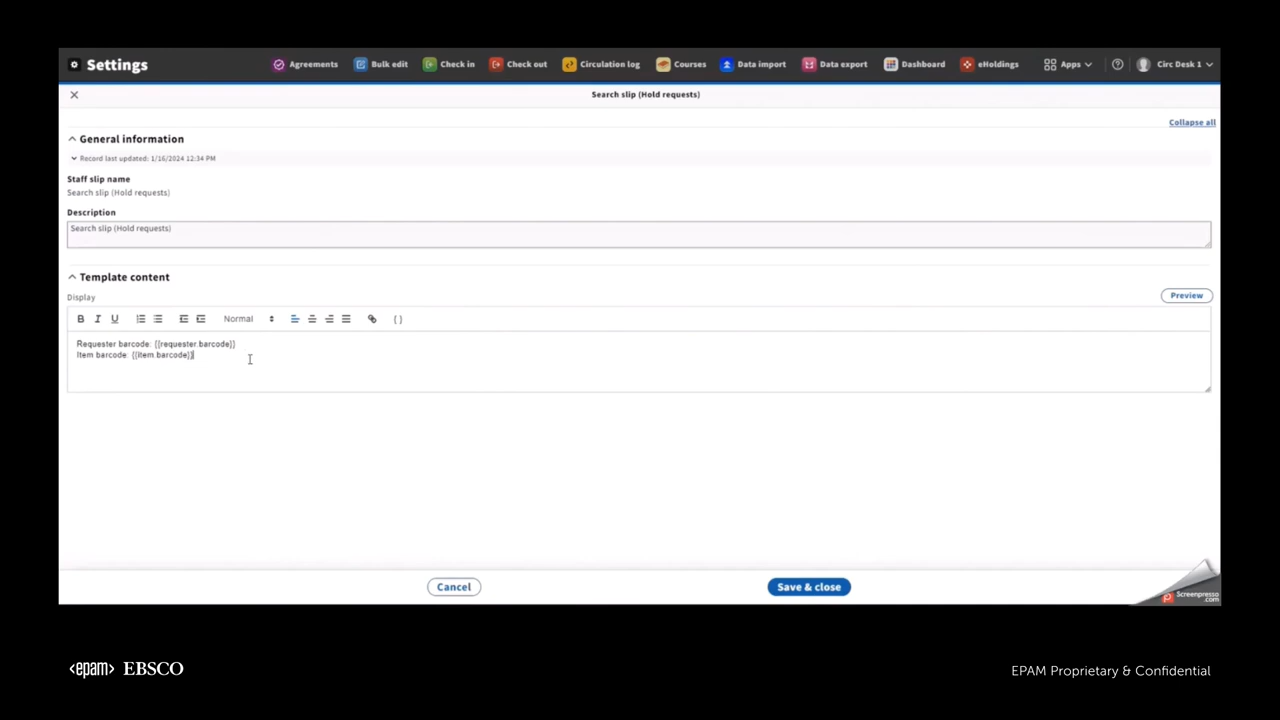 Settings
Agreements
Bulk edit
Check in
Check out
Circulation log
Courses
Data import
Data export
Dashboard
eHoldings
Apps
Circ Desk 1
Search slip (Hold requests)
Collapse all
General information
Record last updated: 1/16/2024 12:34 PM
Staff slip name
Search slip (Hold requests)
Description
Search slip (Hold requests)
Template content
Display
Preview
B I U Normal { }
Requester barcode: {{requester.barcode}}
Item barcode: {{item.barcode}}
Cancel
Save & close
Screenpresso
.com
<epam> EBSCO
EPAM Proprietary & Confidential